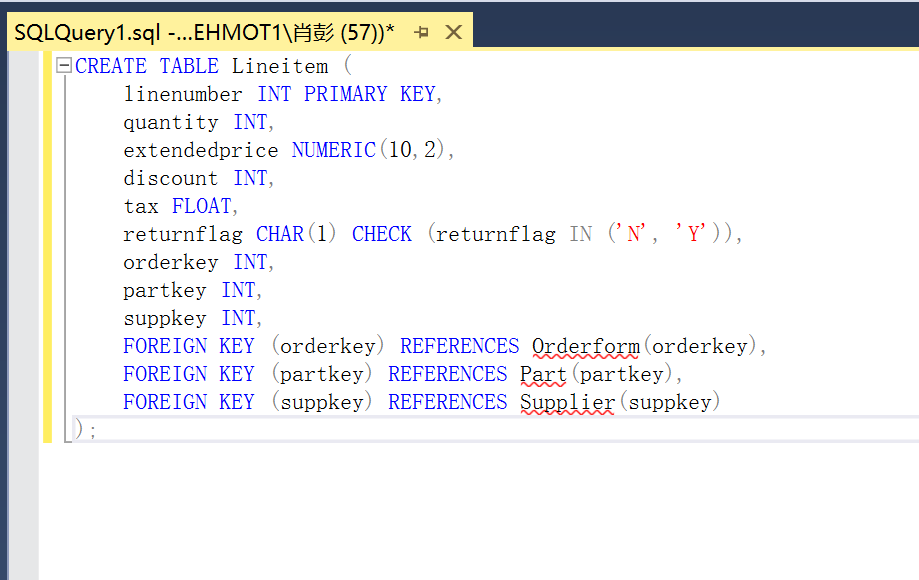 SQLQuery1.sql -...EHMOT1\肖彭 (57))*
CREATE TABLE Lineitem (
linenumber INT PRIMARY KEY,
quantity INT,
extendedprice NUMERIC(10,2),
discount INT,
tax FLOAT,
returnflag CHAR(1) CHECK (returnflag IN ('N', 'Y')),
orderkey INT,
partkey INT,
suppkey INT,
FOREIGN KEY (orderkey) REFERENCES Orderform(orderkey),
FOREIGN KEY (partkey) REFERENCES Part(partkey),
FOREIGN KEY (suppkey) REFERENCES Supplier(suppkey)
);